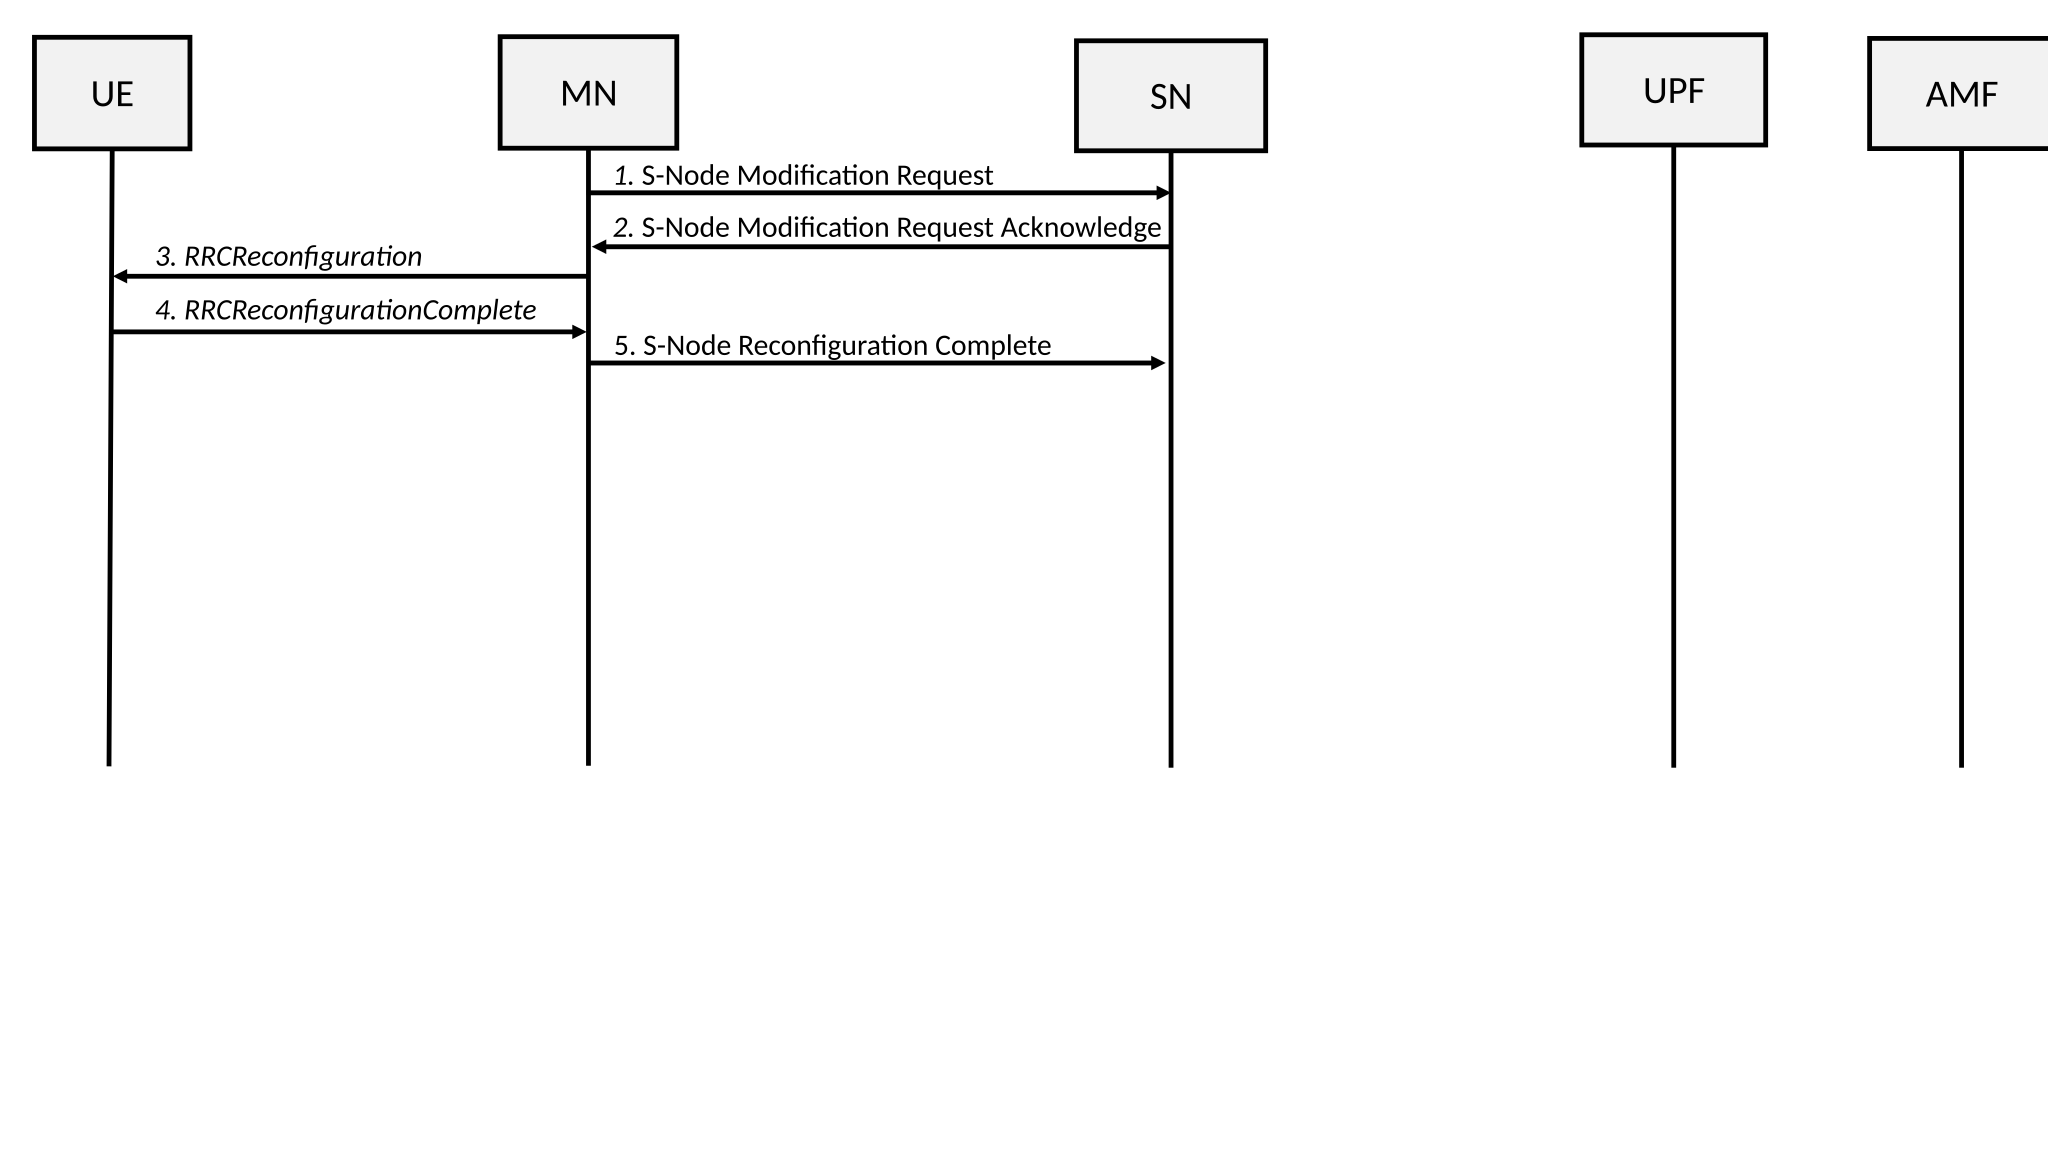 UE
MN
SN
UPF
AMF
1. S-Node Modification Request
2. S-Node Modification Request Acknowledge
3. RRCReconfiguration
4. RRCReconfigurationComplete
5. S-Node Reconfiguration Complete